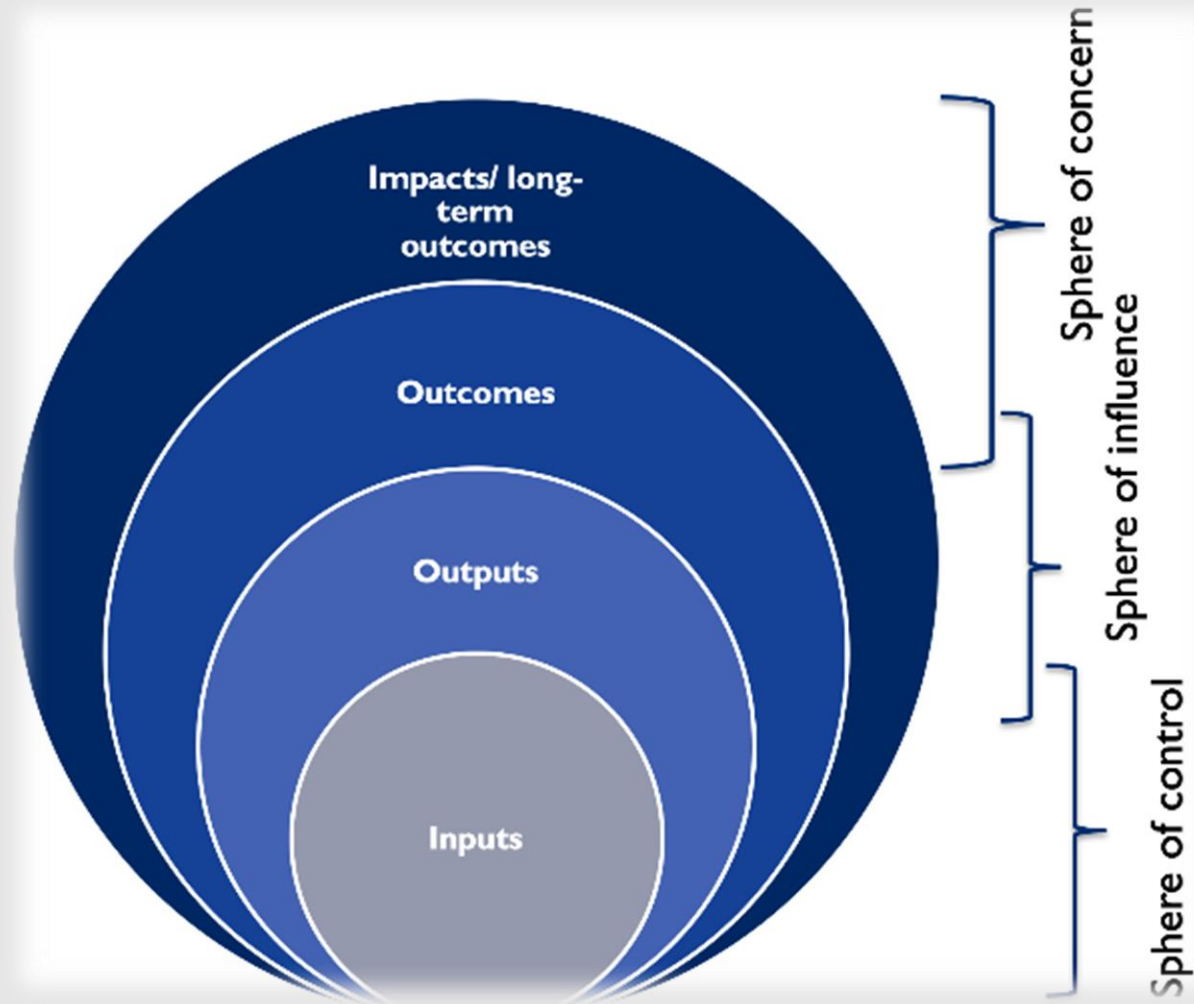 Impacts/ long-
term
outcomes
Outcomes
Outputs
Inputs
Sphere of concern
Sphere of influence
Sphere of control